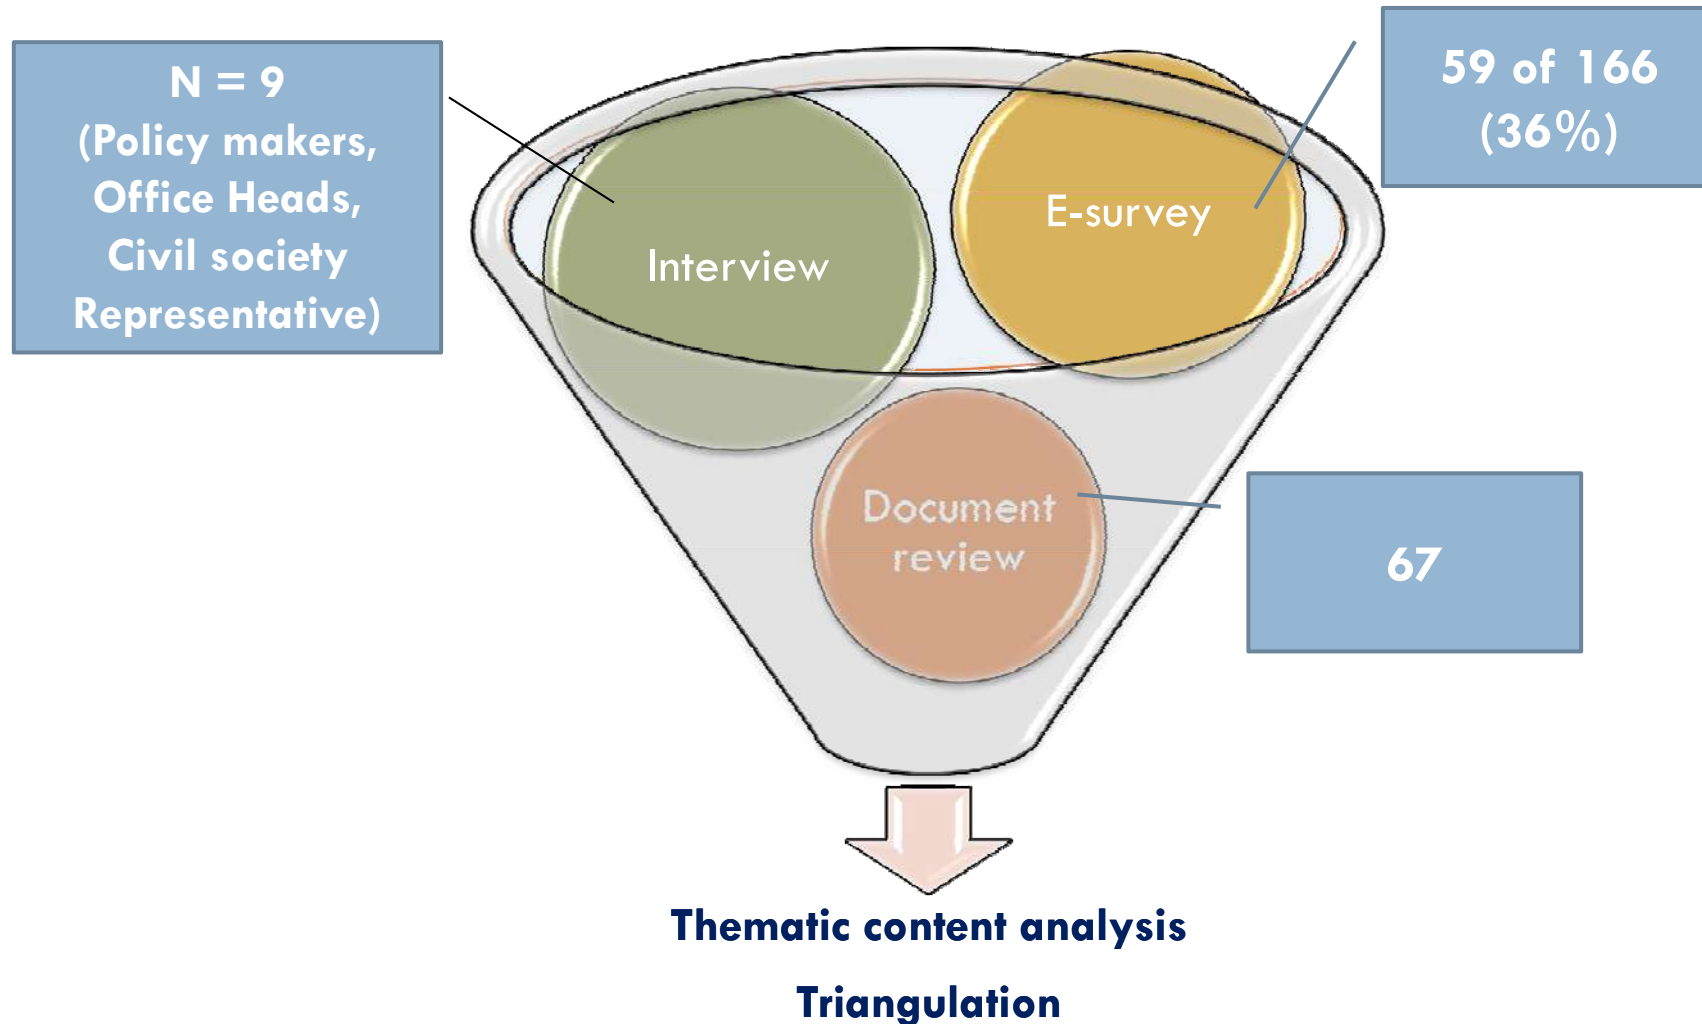 N = 9
(Policy makers,
Office Heads,
Civil society
Representative)
59 of 166
(36%)
Interview
E-survey
Document
review
67
Thematic content analysis
Triangulation